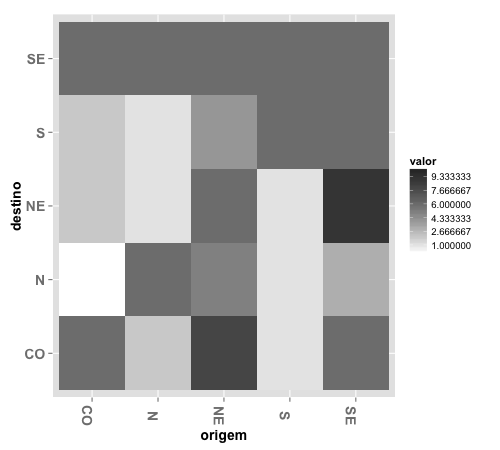 SE
S
NE
N
CO
destino
CO
N
NE
S
SE
origem
valor
9.333333
7.666667
6.000000
4.333333
2.666667
1.000000